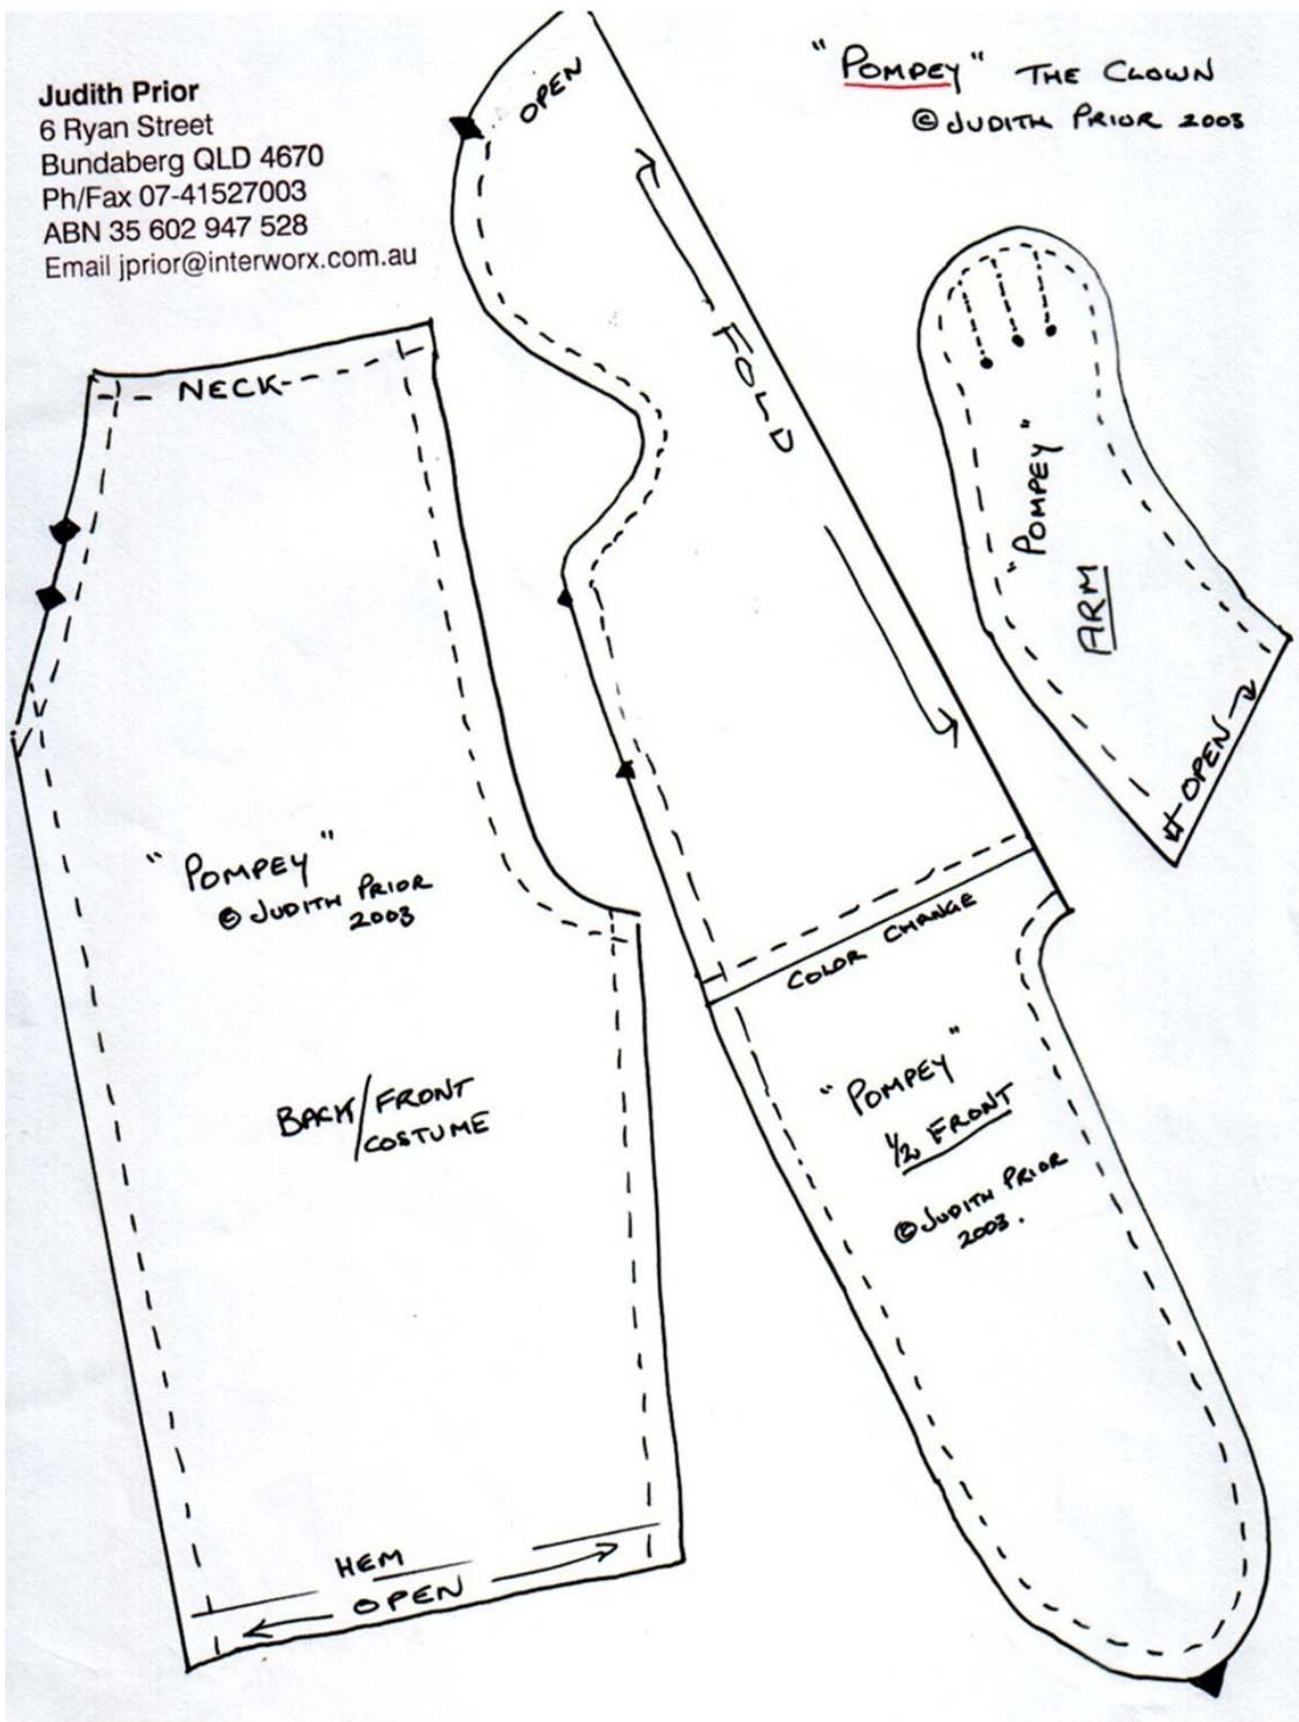 Judith Prior
6 Ryan Street
Bundaberg QLD 4670
Ph/Fax 07-41527003
ABN 35 602 947 528
Email jprior@interworx.com.au
"POMPEY" THE CLOWN
© JUDITH PRIOR 2003
OPEN
FOLD
"POMPEY"
ARM
OPEN
NECK
"POMPEY"
© JUDITH PRIOR
2003
BACK/FRONT
COSTUME
HEM
OPEN
COLOR CHANGE
"POMPEY"
1/2 FRONT
© JUDITH PRIOR
2003.